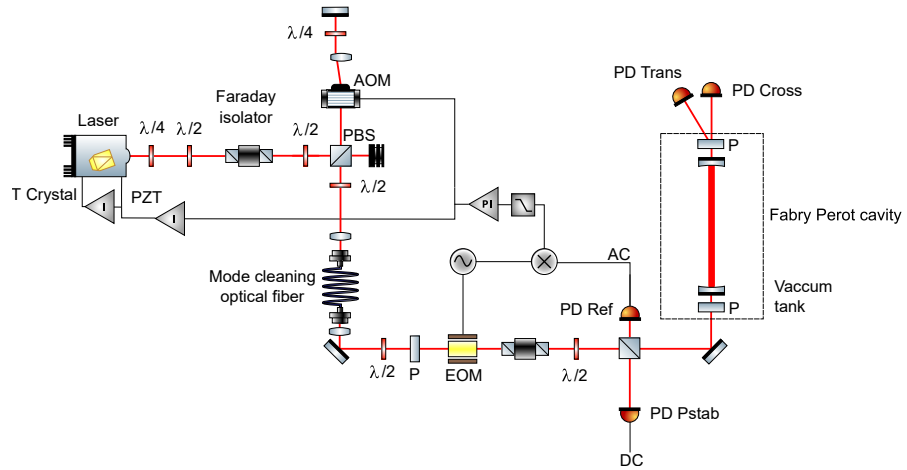 λ/4
AOM
PD Trans
PD Cross
Faraday
isolator
Laser
λ/4
λ/2
λ/2
PBS
P
λ/2
T Crystal
PZT
I
I
PI
Fabry Perot cavity
AC
Mode cleaning
optical fiber
Vaccum
tank
PD Ref
P
λ/2
P
EOM
λ/2
PD Pstab
DC